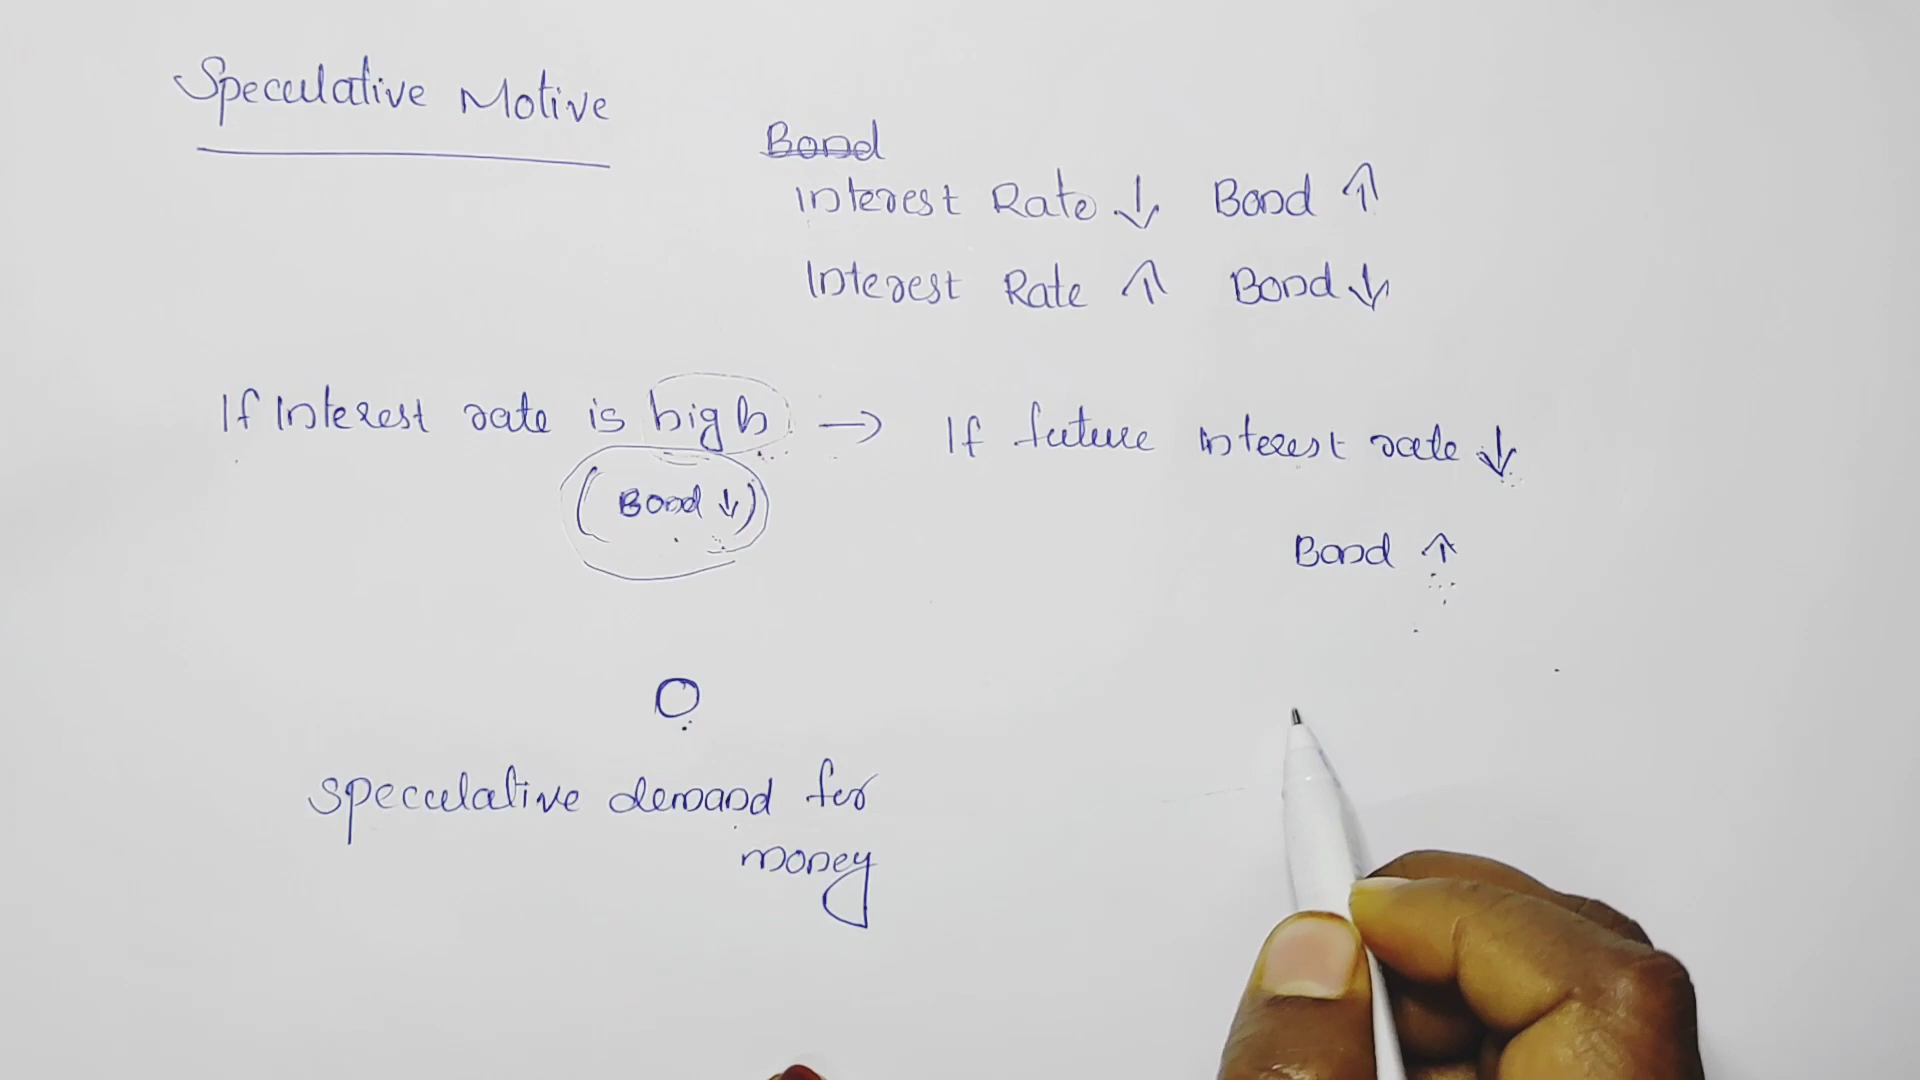 Speculative Motive
Bond
Interest Rate ↓ Bond ↑
Interest Rate ↑ Bond ↓
If Interest rate is high → If future interest rate ↓
(Bond ↓)
Bond ↑
O
speculative demand for
money